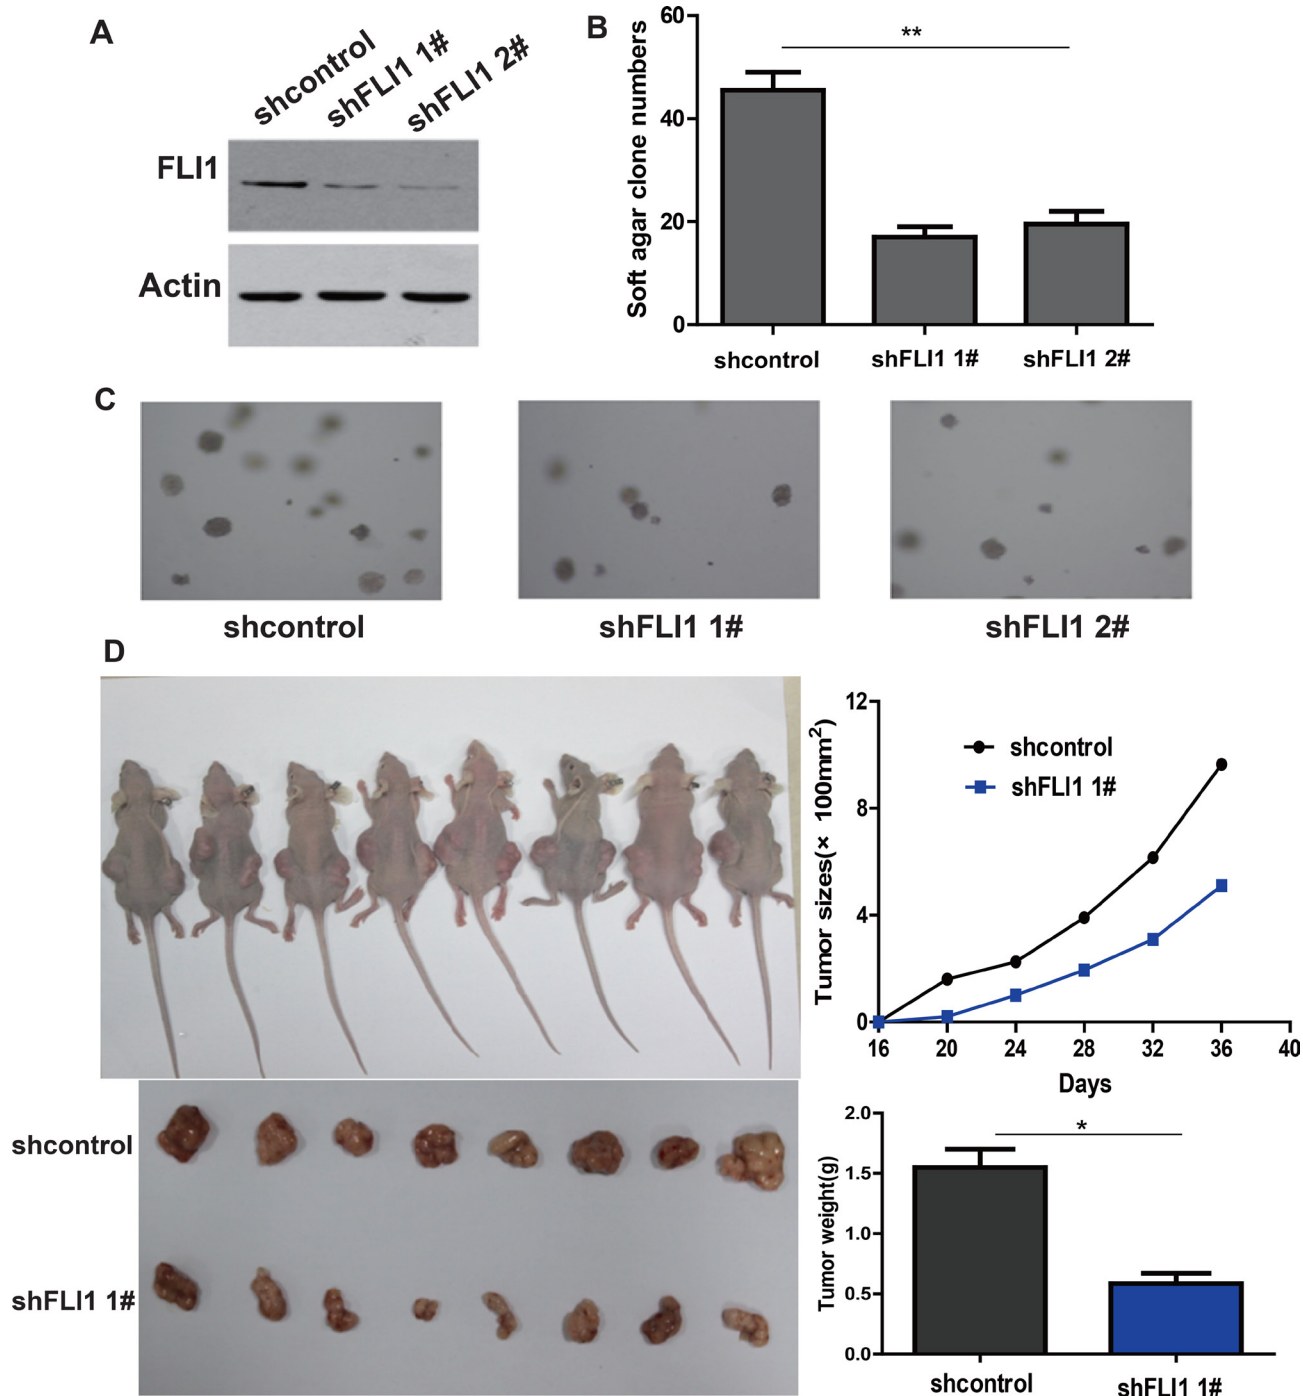 A
shcontrol
shFLI1 1#
shFLI1 2#
FLI1
Actin
B
Soft agar clone numbers
60
40
20
0
**
shcontrol
shFLI1 1#
shFLI1 2#
C
shcontrol
shFLI1 1#
shFLI1 2#
D
Tumor sizes(× 100mm²)
12
8
4
0
shcontrol
shFLI1 1#
16 20 24 28 32 36 40
Days
shcontrol
shFLI1 1#
Tumor weight(g)
2.0
1.5
1.0
0.5
0.0
*
shcontrol
shFLI1 1#